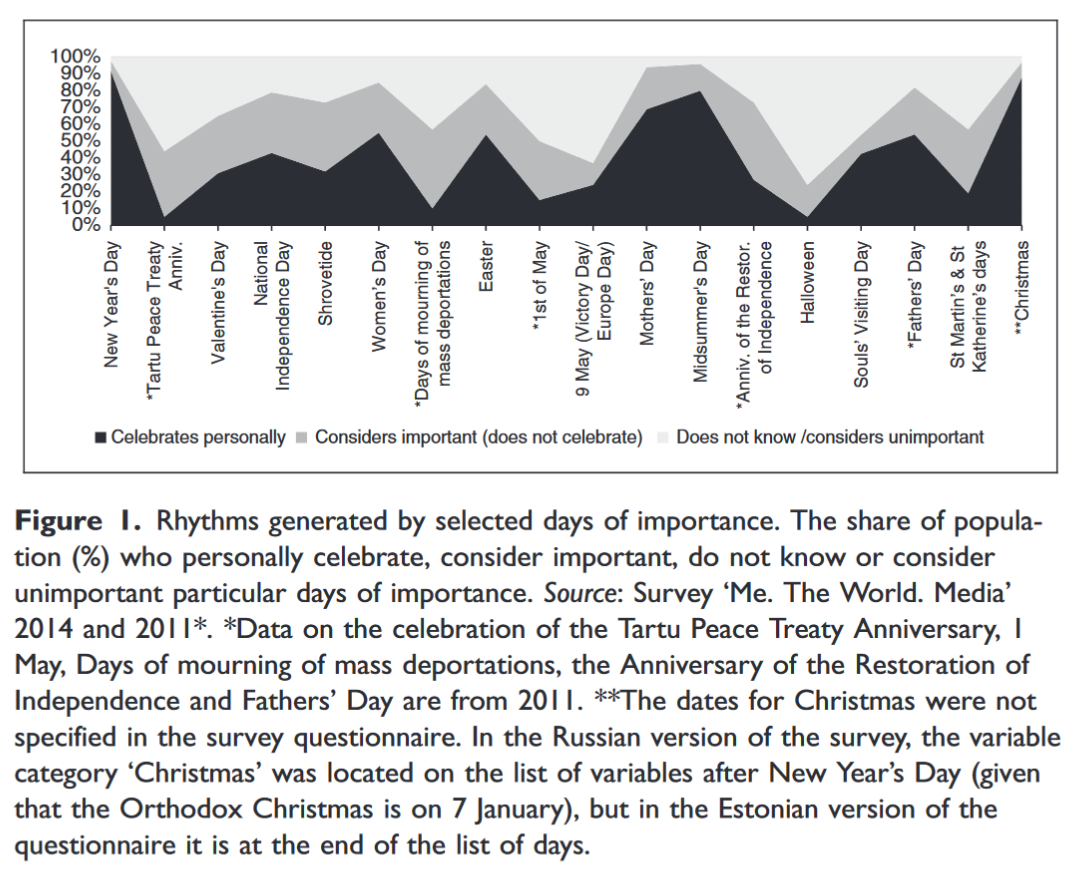 100%
90%
80%
70%
60%
50%
40%
30%
20%
10%
0%
New Year's Day
*Tartu Peace Treaty
Anniv.
Valentine's Day
National
Independence Day
Shrovetide
Women's Day
*Days of mourning of
mass deportations
Easter
*1st of May
9 May (Victory Day/
Europe Day)
Mothers' Day
Midsummer's Day
*Anniv. of the Restor.
of Independence
Halloween
Souls' Visiting Day
*Fathers' Day
St Martin's & St
Katherine's days
**Christmas
Celebrates personally Considers important (does not celebrate) Does not know /considers unimportant
Figure 1. Rhythms generated by selected days of importance. The share of popula-
tion (%) who personally celebrate, consider important, do not know or consider
unimportant particular days of importance. Source: Survey ‘Me. The World. Media’
2014 and 2011*. *Data on the celebration of the Tartu Peace Treaty Anniversary, 1
May, Days of mourning of mass deportations, the Anniversary of the Restoration of
Independence and Fathers’ Day are from 2011. **The dates for Christmas were not
specified in the survey questionnaire. In the Russian version of the survey, the variable
category ‘Christmas’ was located on the list of variables after New Year’s Day (given
that the Orthodox Christmas is on 7 January), but in the Estonian version of the
questionnaire it is at the end of the list of days.